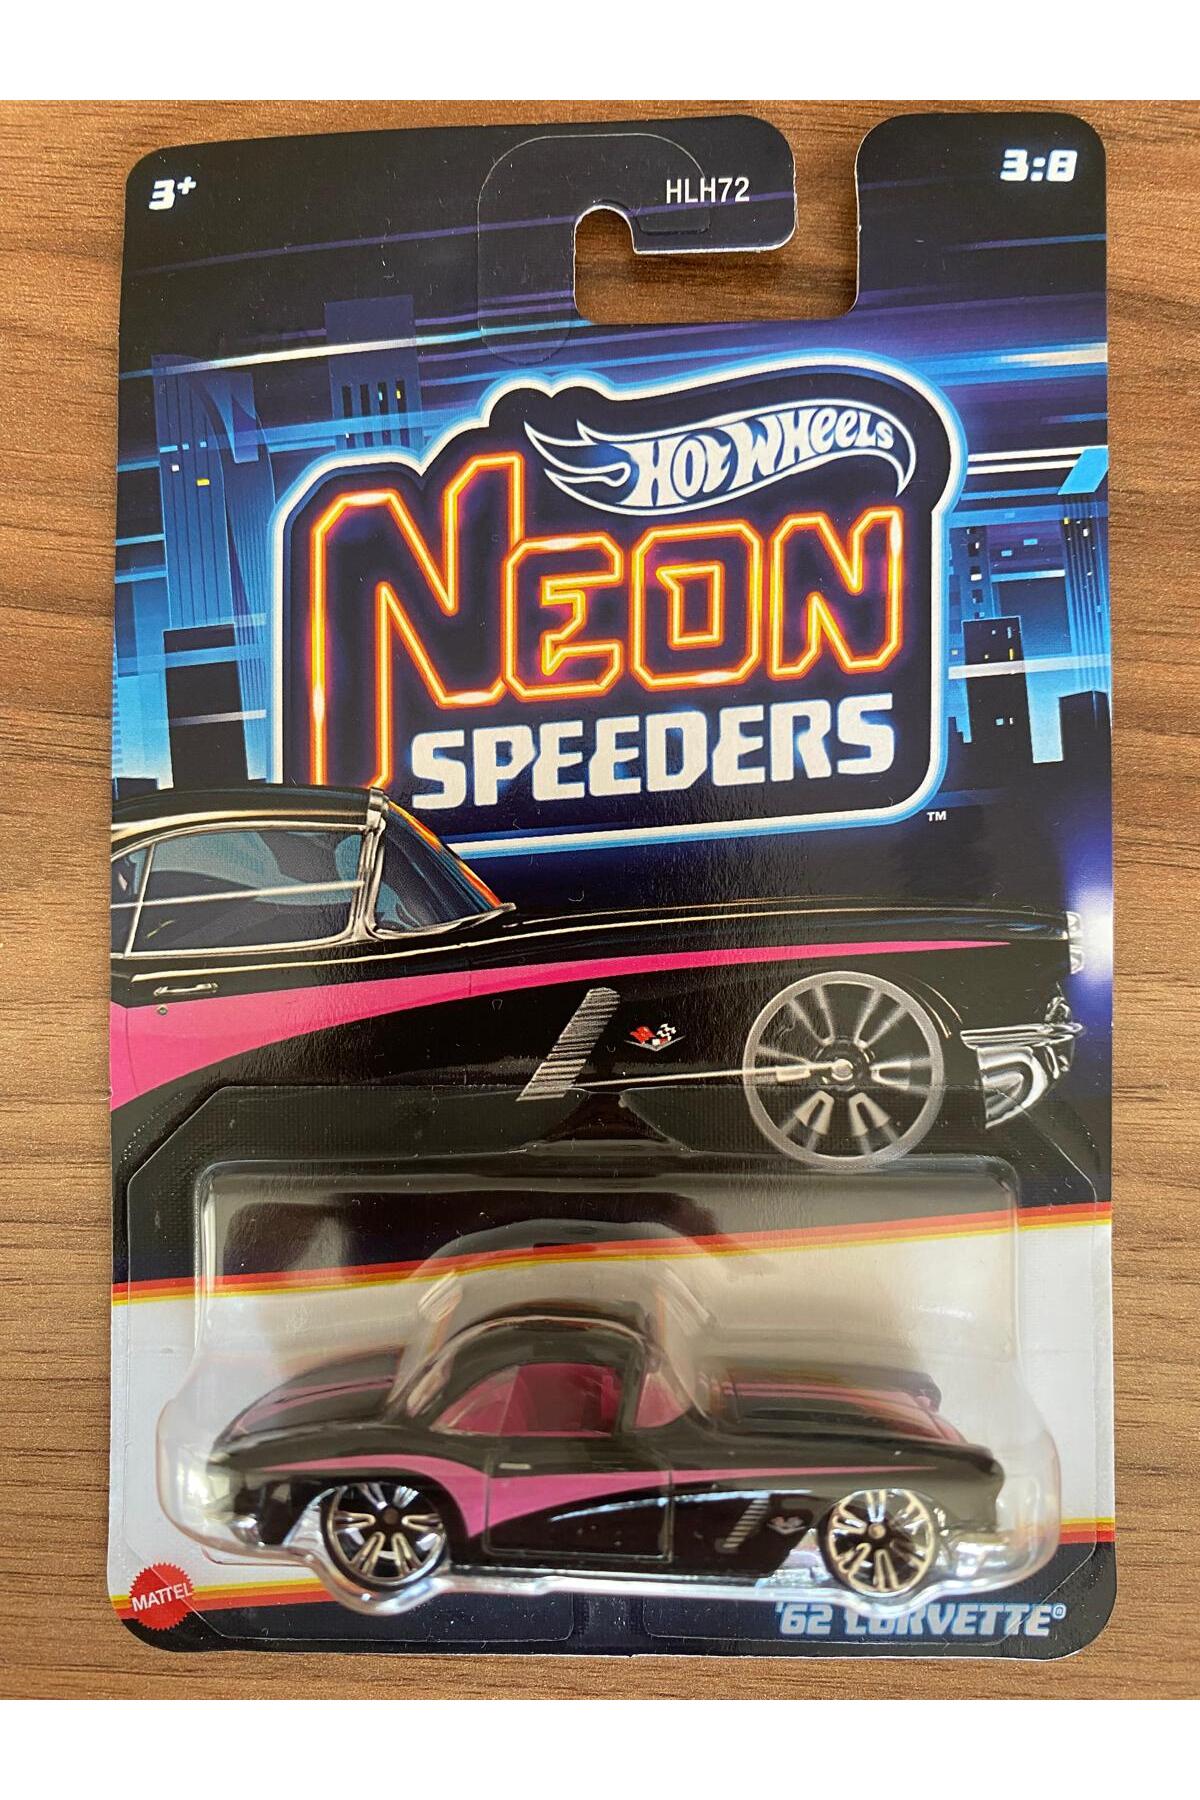 3+
HLH72
3:8
HOT WHEELS
NEON
SPEEDERS
TM
MATTEL
'62 CORVETTE®